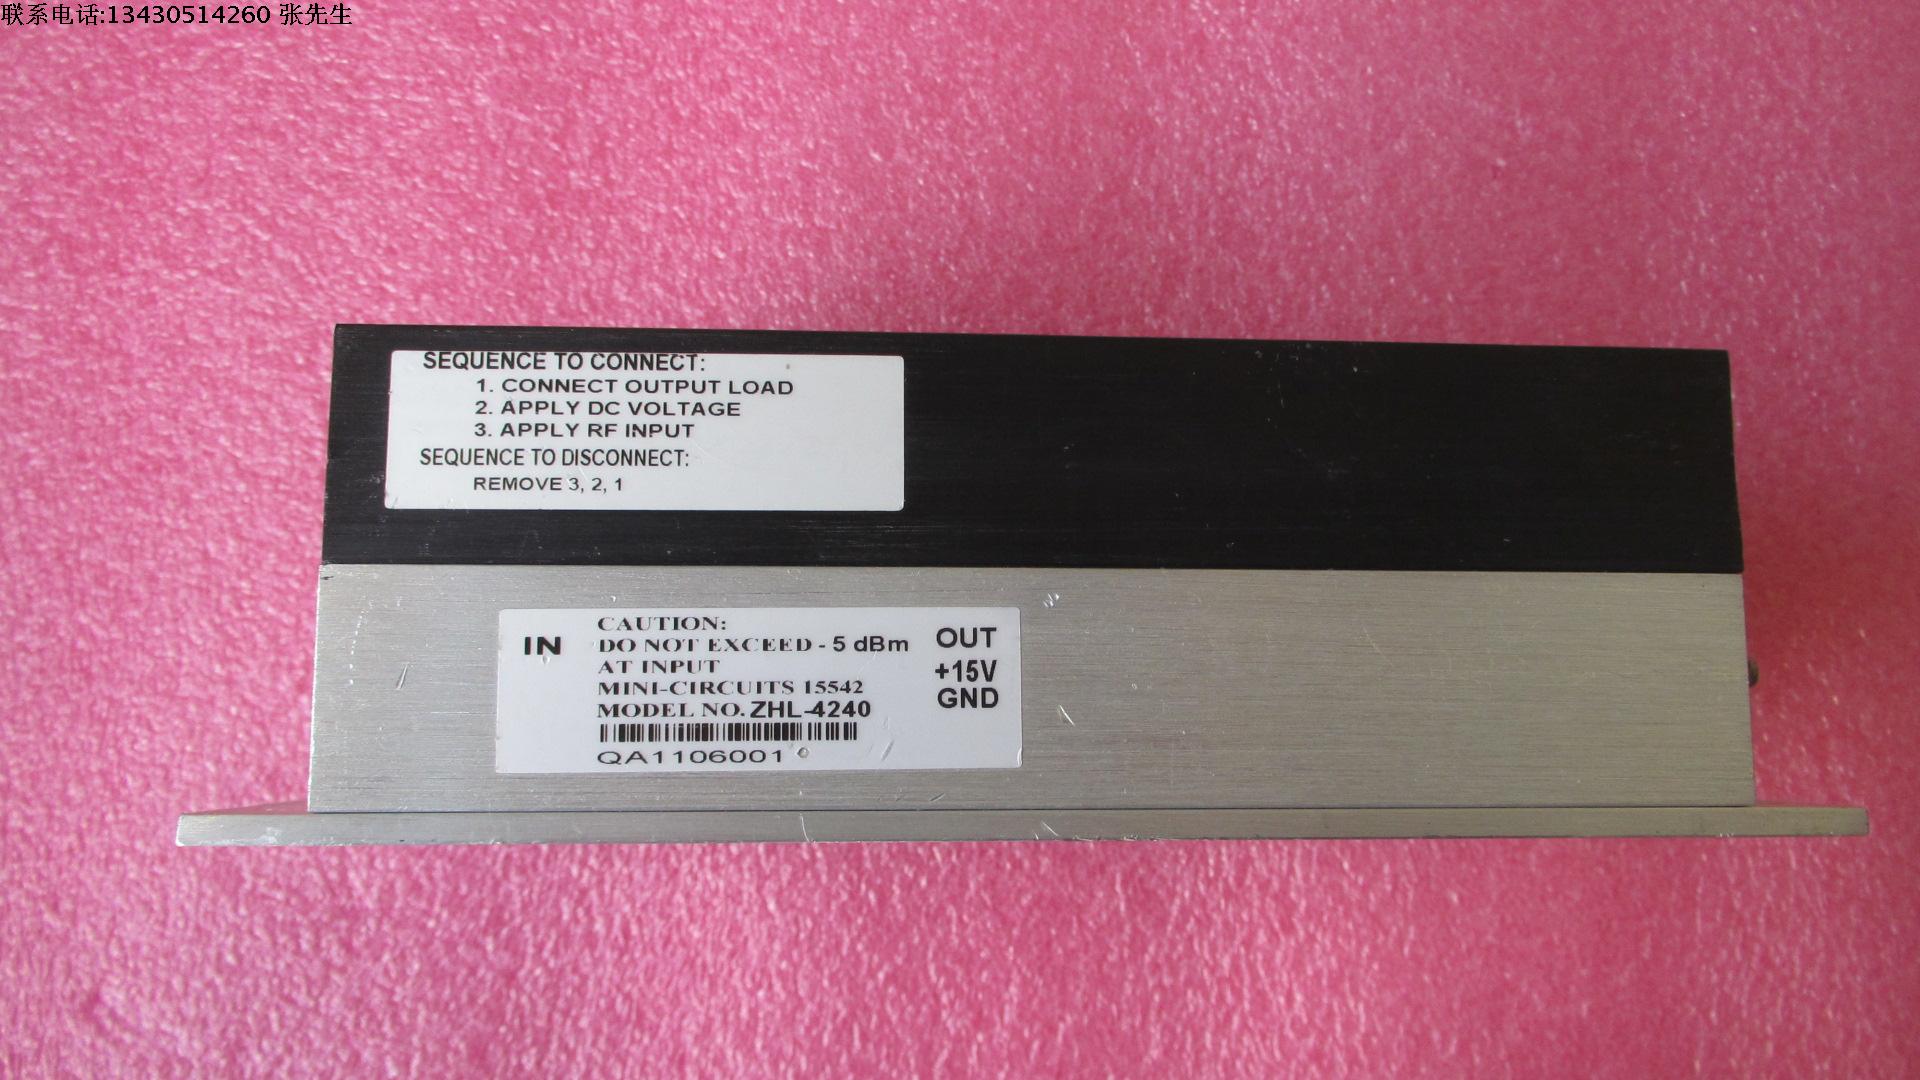 联系电话:13430514260 张先生
SEQUENCE TO CONNECT:
1. CONNECT OUTPUT LOAD
2. APPLY DC VOLTAGE
3. APPLY RF INPUT
SEQUENCE TO DISCONNECT:
REMOVE 3, 2, 1
IN
CAUTION:
DO NOT EXCEED - 5 dBm
AT INPUT
MINI-CIRCUITS 15542
MODEL NO. ZHL-4240
QA1106001
OUT
+15V
GND